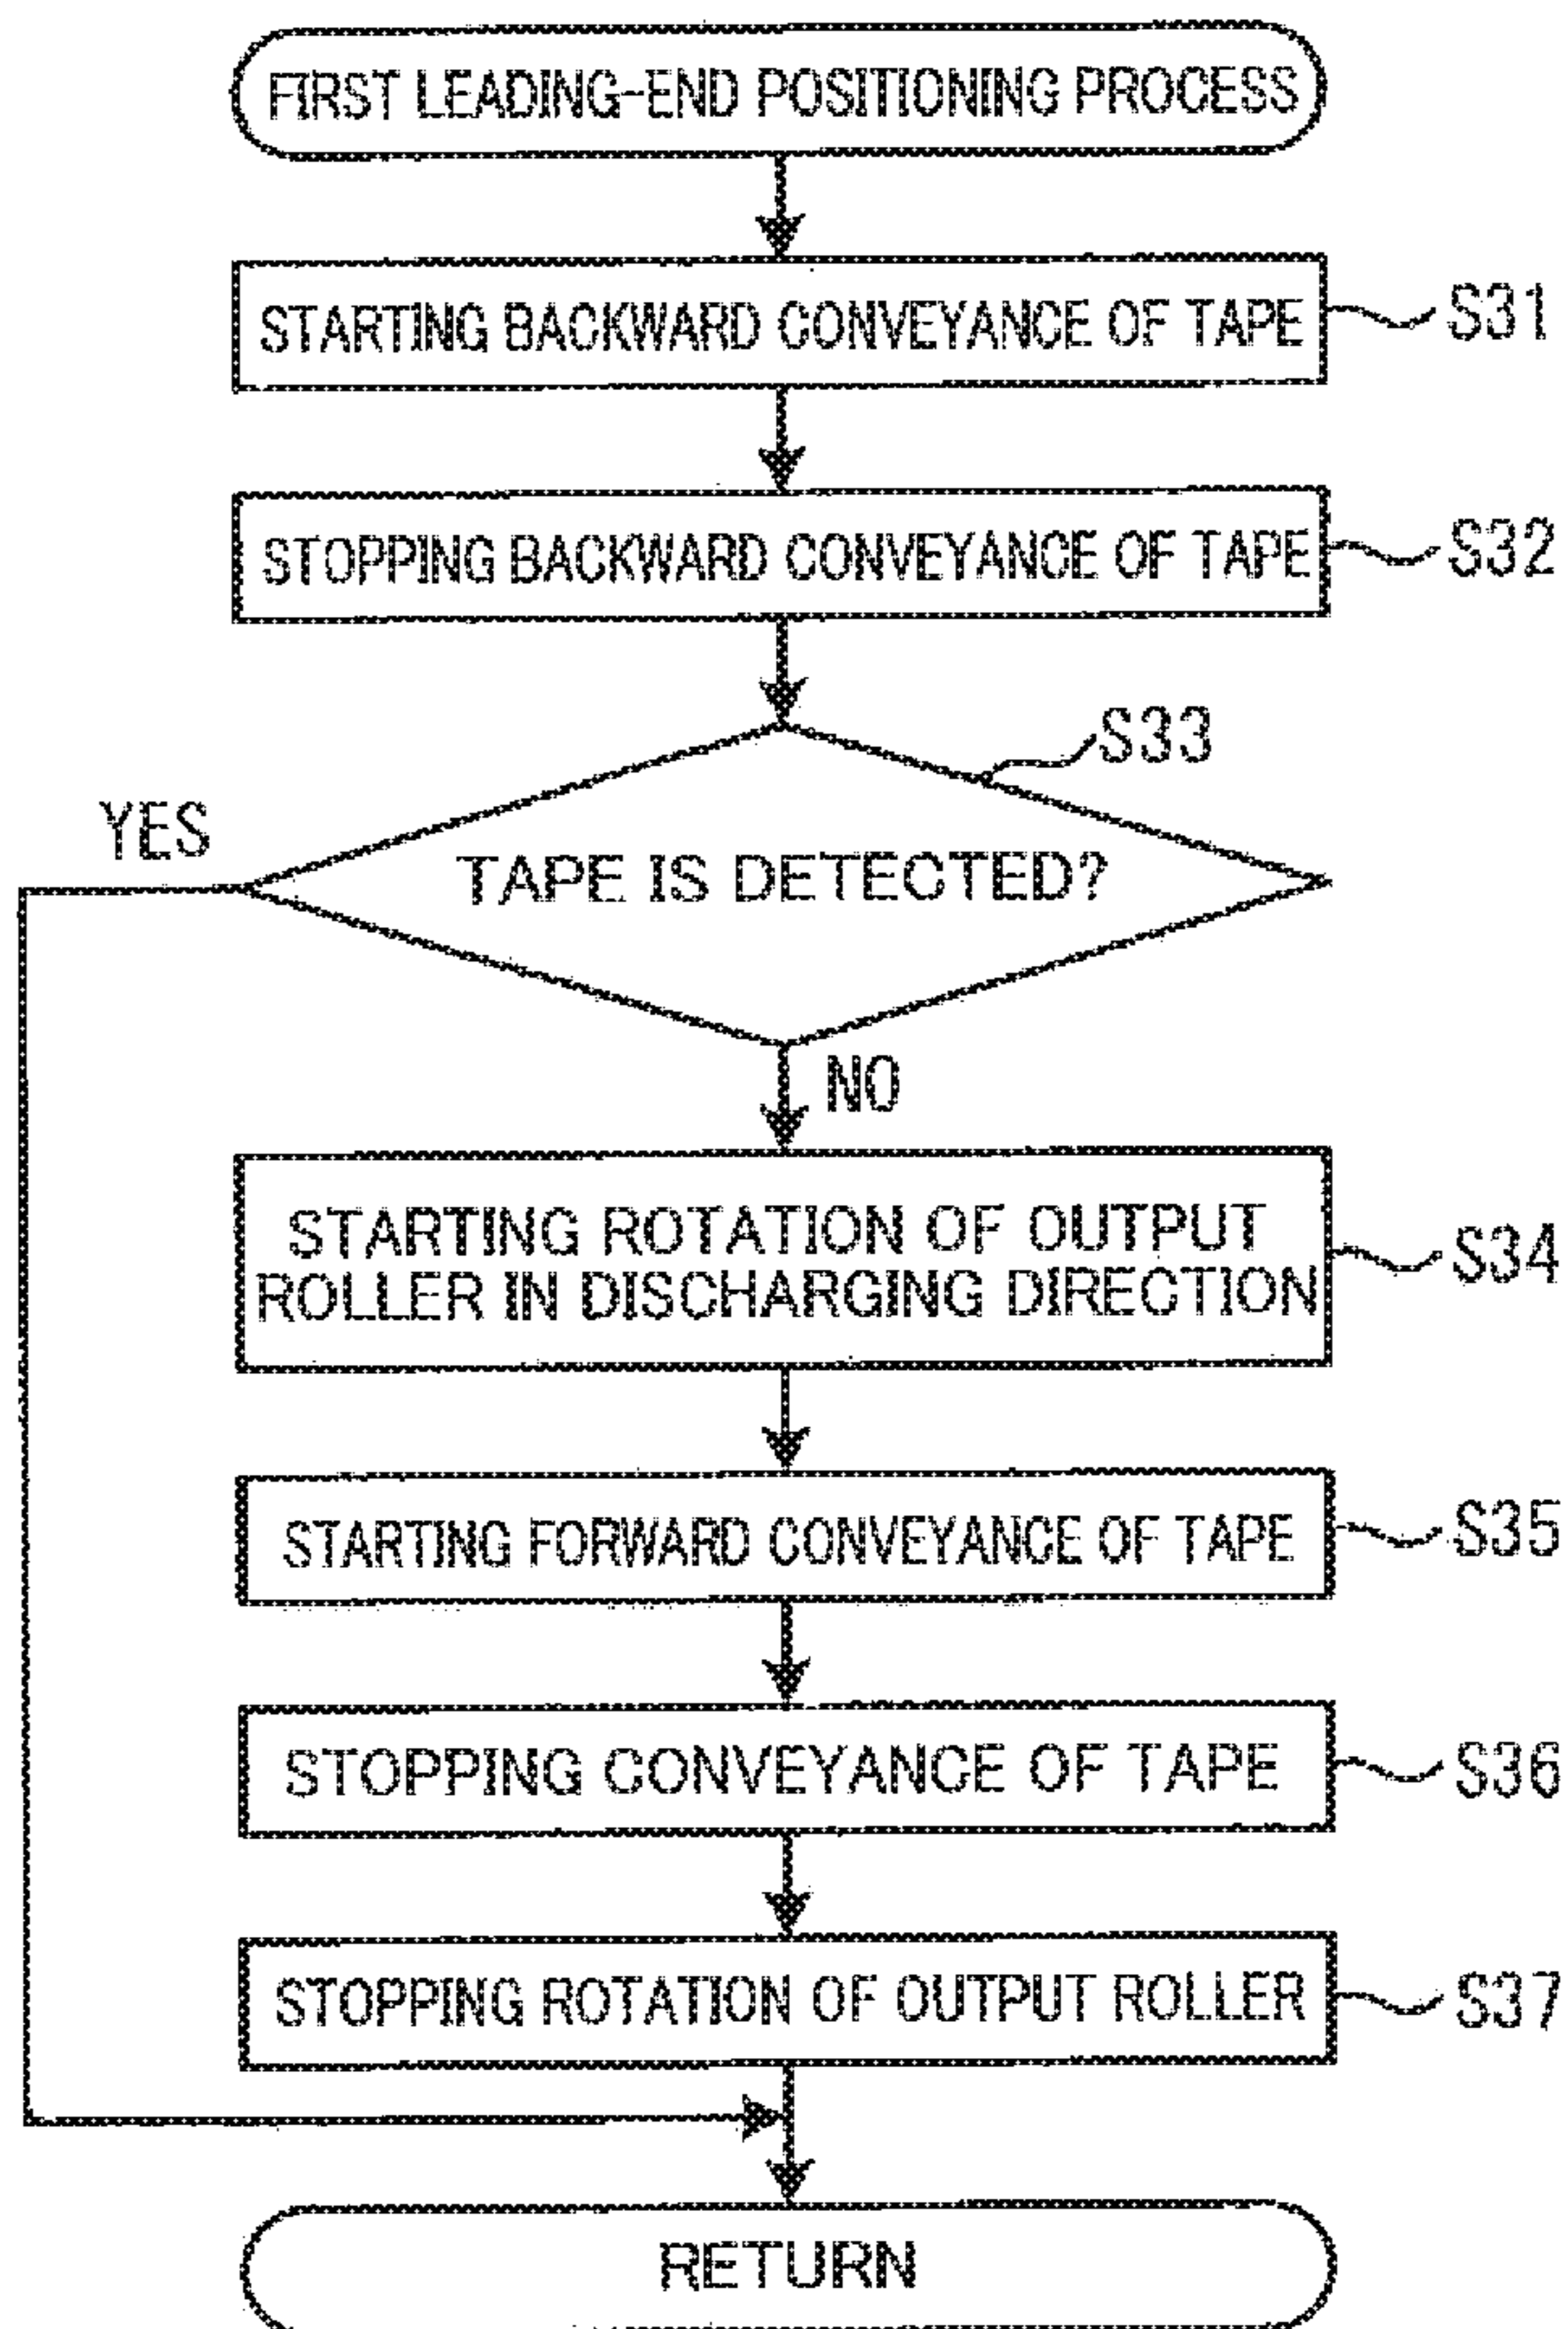 FIRST LEADING-END POSITIONING PROCESS
STARTING BACKWARD CONVEYANCE OF TAPE
S31
STOPPING BACKWARD CONVEYANCE OF TAPE
S32
S33
YES
TAPE IS DETECTED?
NO
STARTING ROTATION OF OUTPUT
ROLLER IN DISCHARGING DIRECTION
S34
STARTING FORWARD CONVEYANCE OF TAPE
S35
STOPPING CONVEYANCE OF TAPE
S36
STOPPING ROTATION OF OUTPUT ROLLER
S37
RETURN